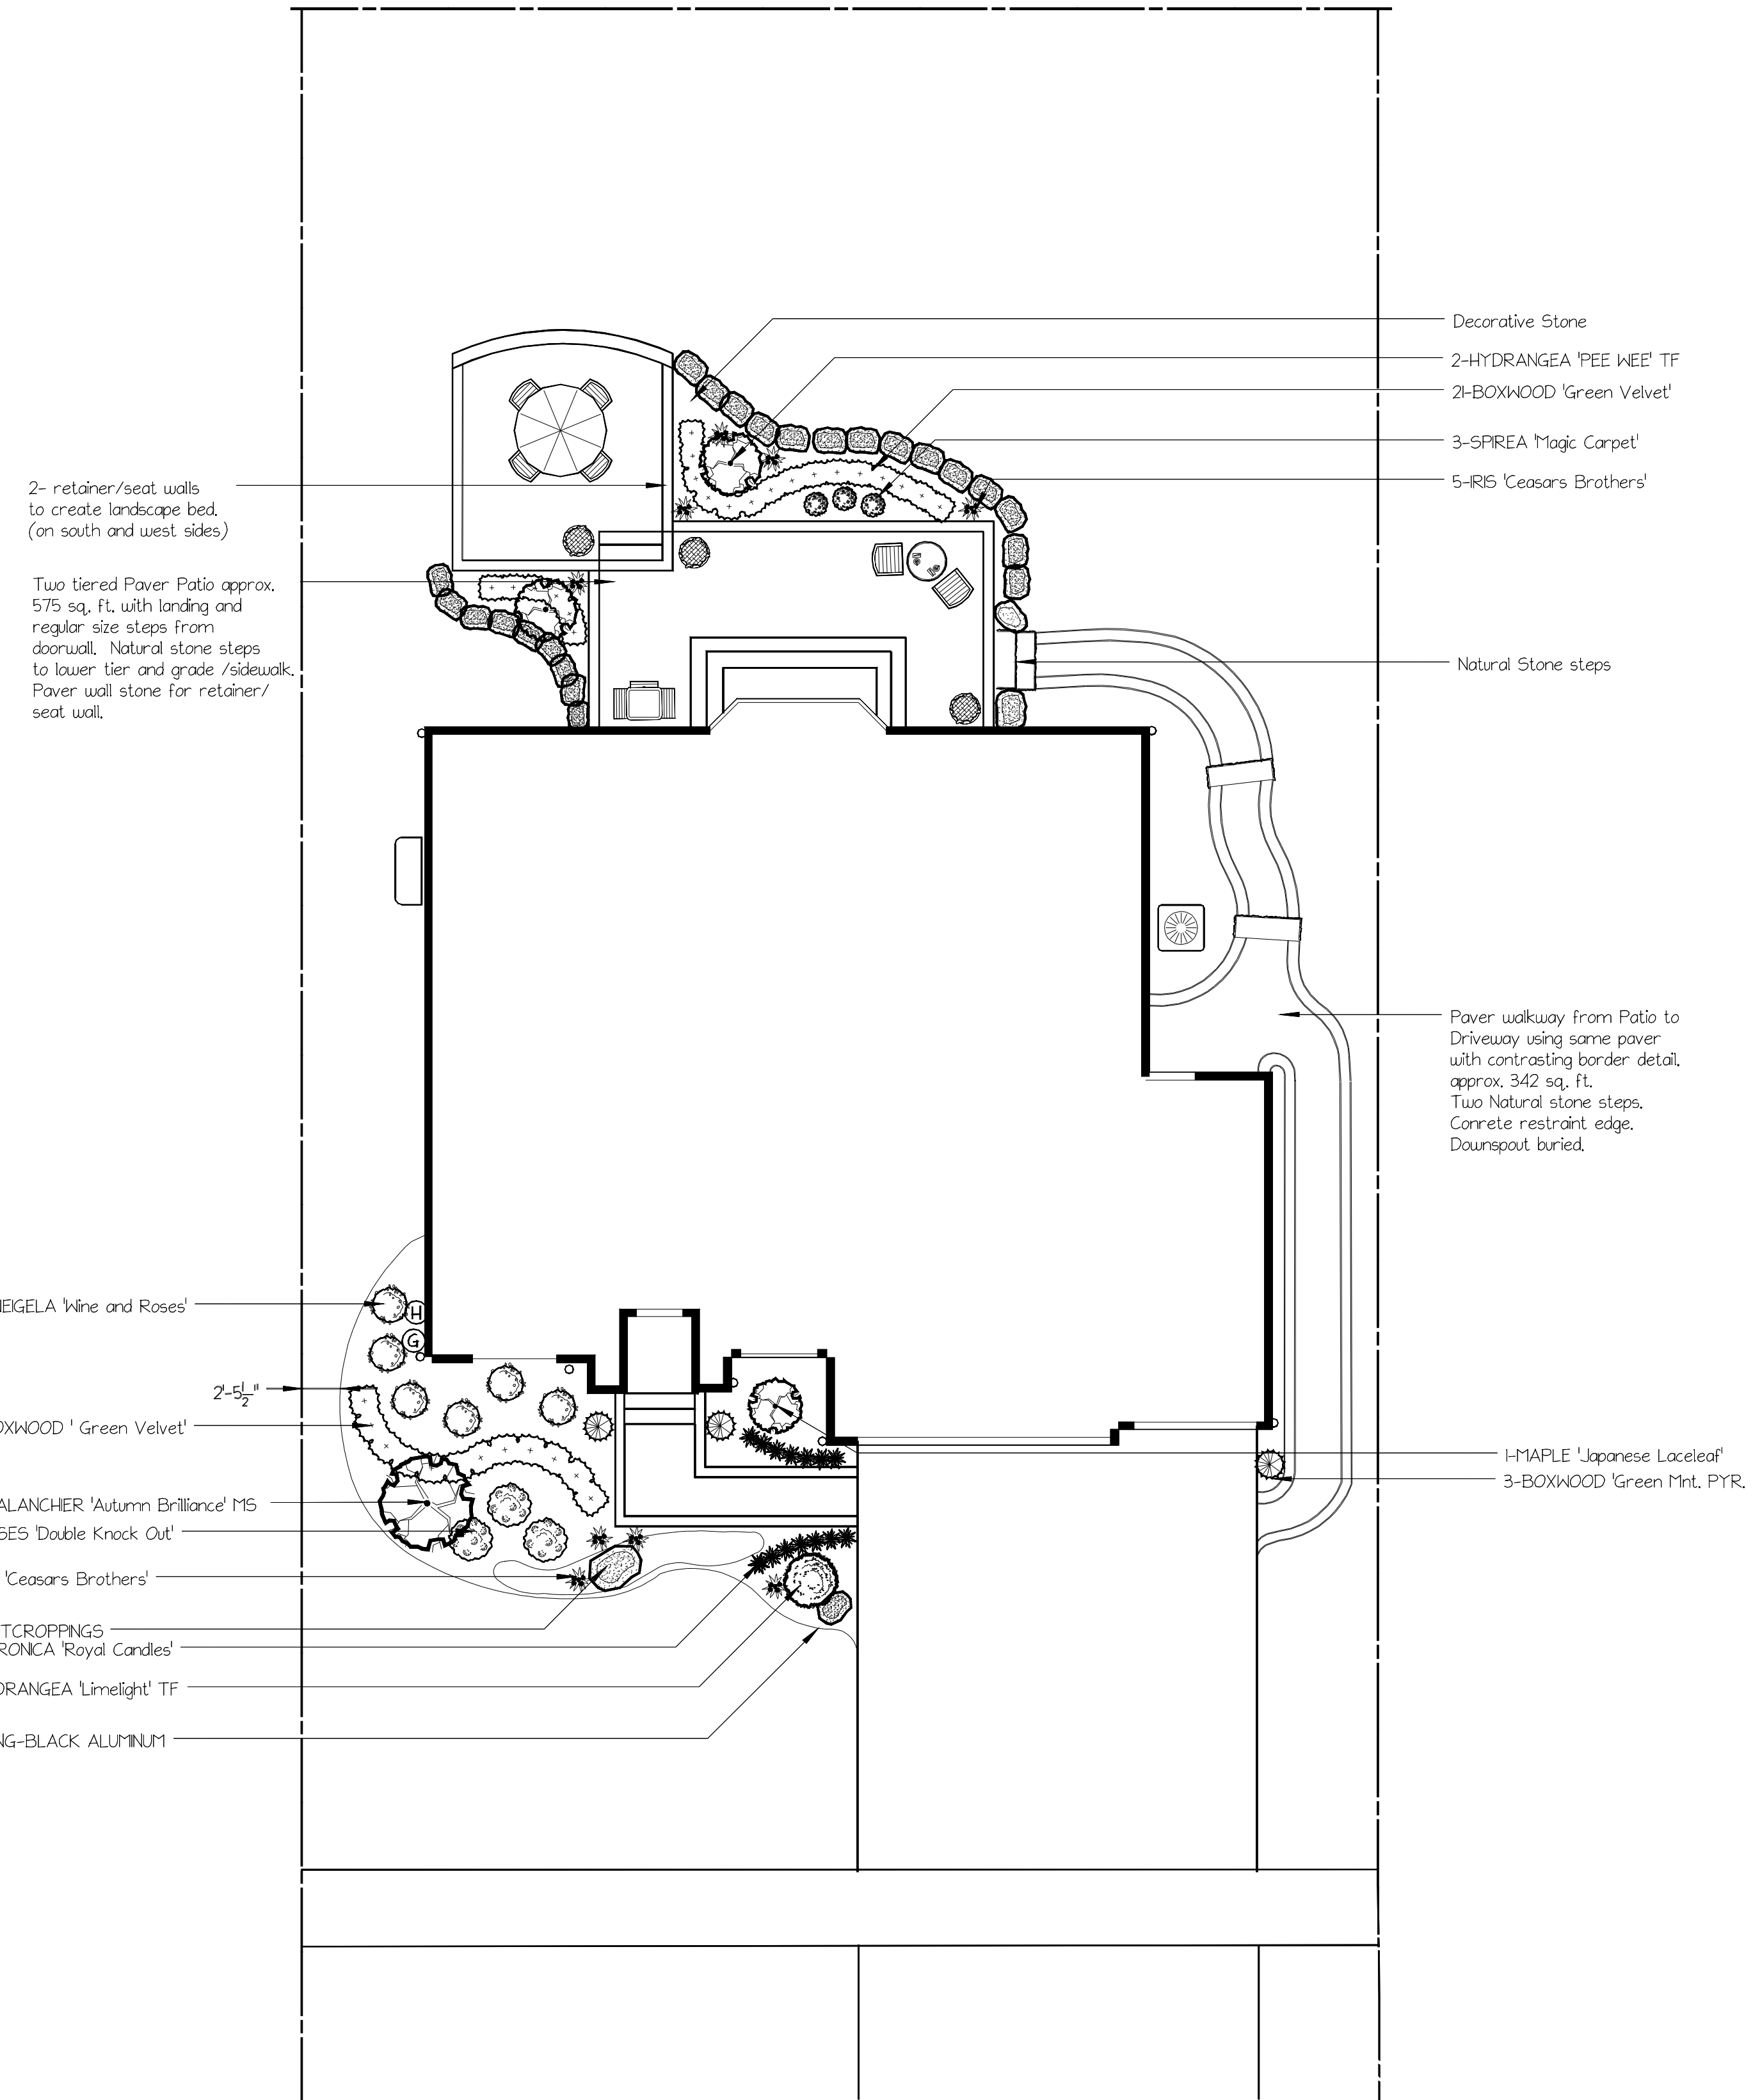 Decorative Stone
2-HYDRANGEA 'PEE WEE' TF
21-BOXWOOD 'Green Velvet'
3-SPIREA 'Magic Carpet'
5-IRIS 'Ceasars Brothers'
2- retainer/seat walls
to create landscape bed.
(on south and west sides)
Two tiered Paver Patio approx.
575 sq. ft. with landing and
regular size steps from
doorwall. Natural stone steps
to lower tier and grade /sidewalk.
Paver wall stone for retainer/
seat wall.
Natural Stone steps
Paver walkway from Patio to
Driveway using same paver
with contrasting border detail.
approx. 342 sq. ft.
Two Natural stone steps.
Conrete restraint edge.
Downspout buried.
EIGELA 'Wine and Roses'
H
G
2'-5 1/2"
OXWOOD ' Green Velvet'
ALANCHIER 'Autumn Brilliance' MS
SES 'Double Knock Out'
'Ceasars Brothers'
TCROPPINGS
RONICA 'Royal Candles'
DRANGEA 'Limelight' TF
NG-BLACK ALUMINUM
1-MAPLE 'Japanese Laceleaf'
3-BOXWOOD 'Green Mnt. PYR.